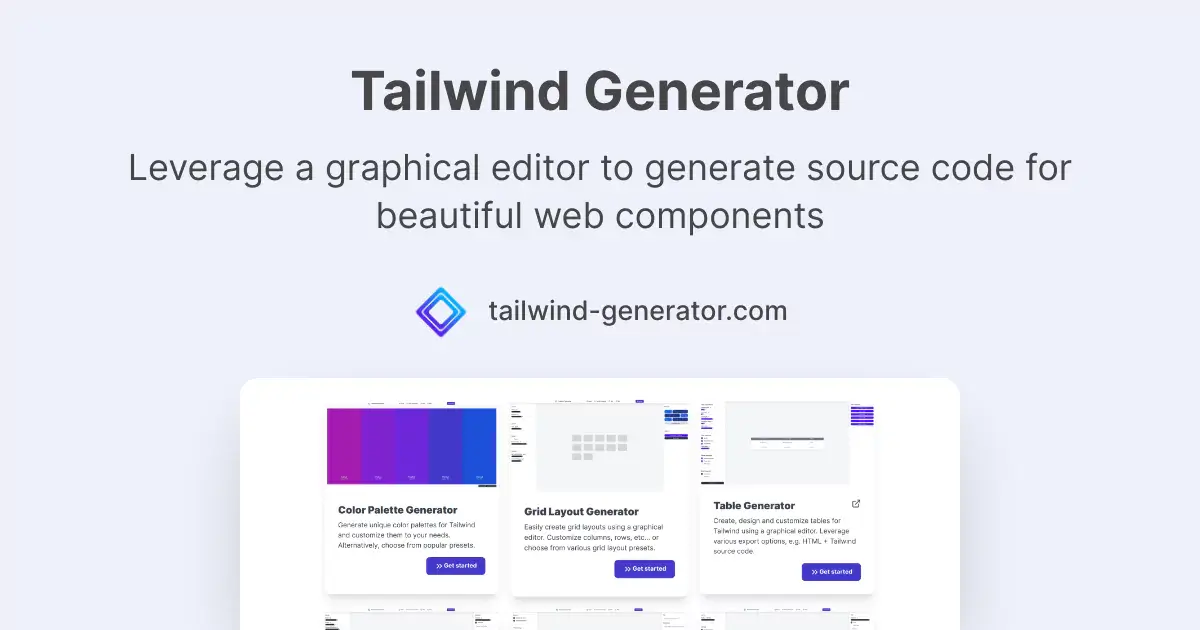 Tailwind Generator
Leverage a graphical editor to generate source code for
beautiful web components
tailwind-generator.com
Color Palette Generator
Generate unique color palettes for Tailwind
and customize them to your needs.
Alternatively, choose from popular presets.
Get started
Grid Layout Generator
Easily create grid layouts using a graphical
editor. Customize columns, rows, etc... or
choose from various grid layout presets.
Get started
Table Generator
Create, design and customize tables for
Tailwind using a graphical editor. Leverage
various export options, e.g. HTML + Tailwind
source code.
Get started